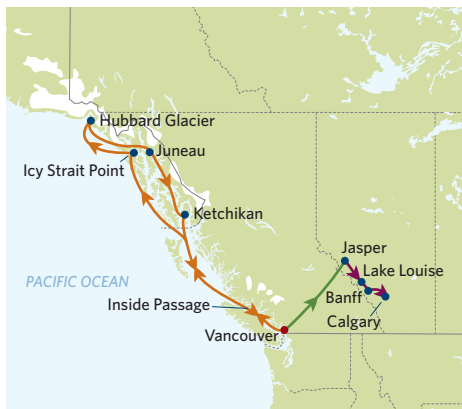 Hubbard Glacier
Juneau
Icy Strait Point
Ketchikan
Jasper
Lake Louise
PACIFIC OCEAN
Banff
Inside Passage
Calgary
Vancouver